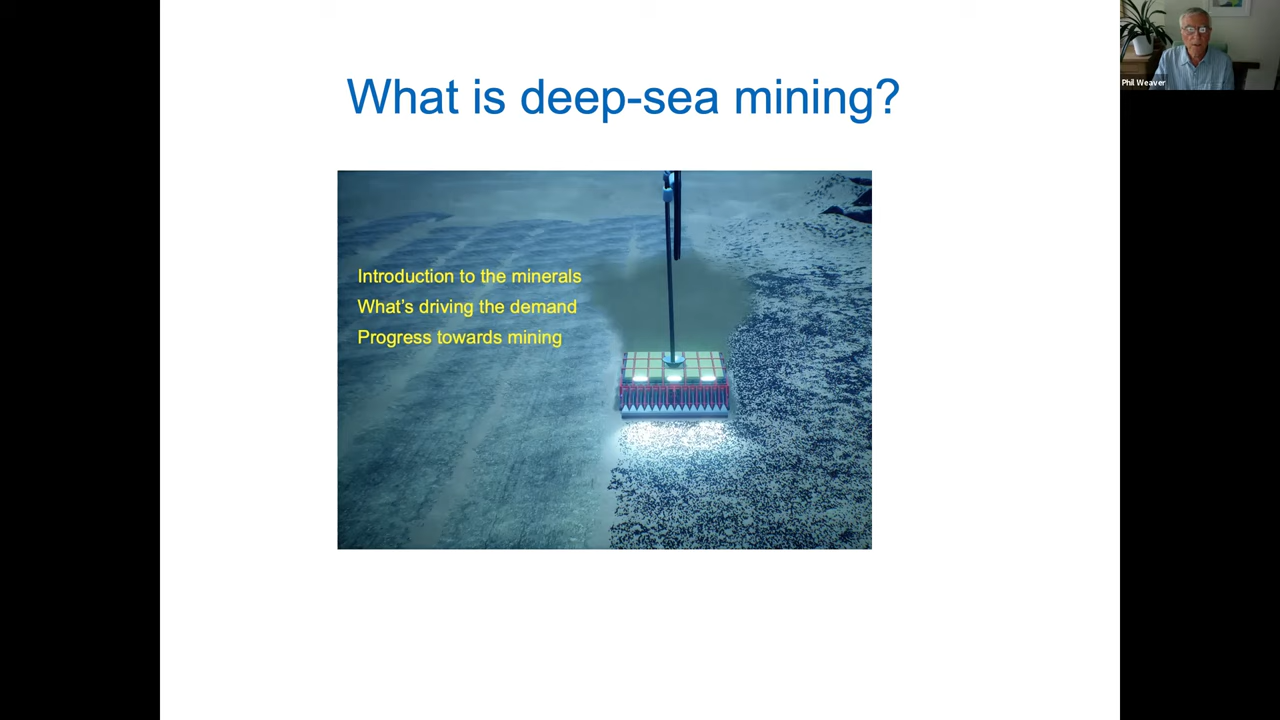 What is deep-sea mining?
Introduction to the minerals
What's driving the demand
Progress towards mining
Phil Weaver